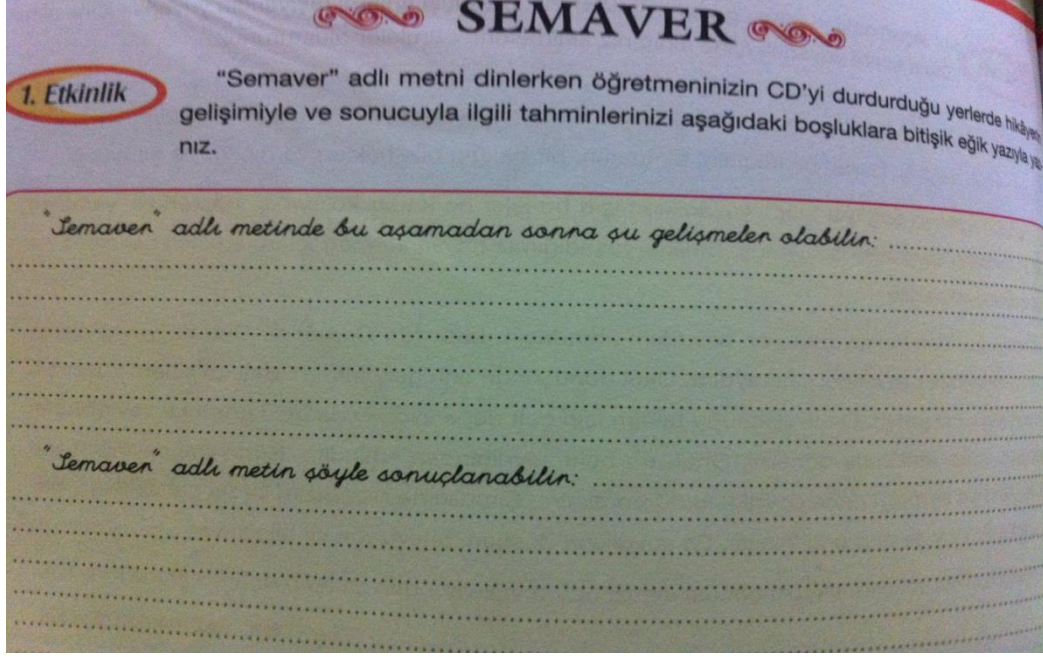 SEMAVER
1. Etkinlik
"Semaver" adlı metni dinlerken öğretmeninizin CD'yi durdurduğu yerlerde
gelişimiyle ve sonucuyla ilgili tahminlerinizi aşağıdaki boşluklara bitişik eğik yazıyla
nız.
"Semaver" adlı metinde bu aşamadan sonra şu gelişmeler olabilir:
"Semaver" adlı metin şöyle sonuçlanabilir: